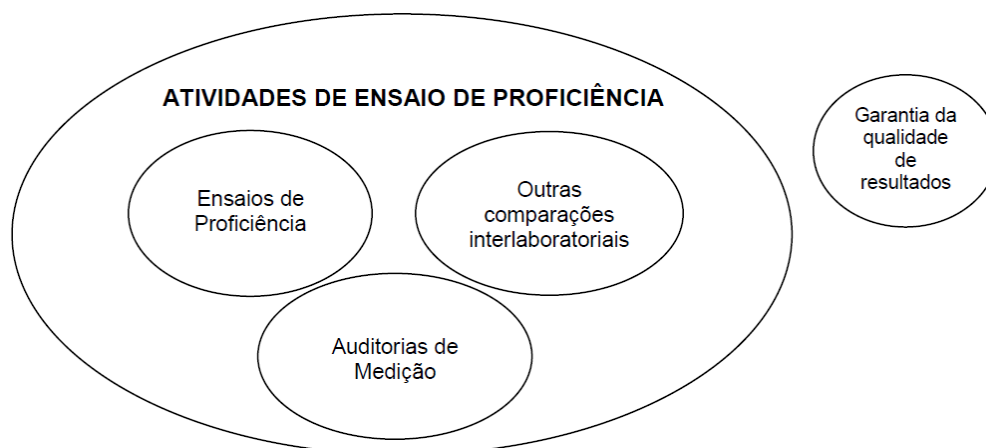 ATIVIDADES DE ENSAIO DE PROFICIÊNCIA
Ensaios de
Proficiência
Outras
comparações
interlaboratoriais
Auditorias de
Medição
Garantia da
qualidade
de
resultados